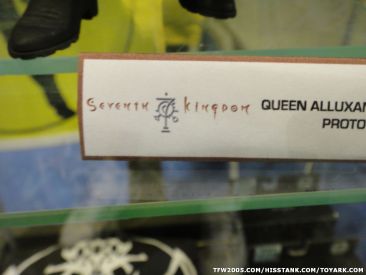 Seventh Kingdom QUEEN ALLUXAN
PROTO
TFW2005.COM/HISSTANK.COM/TOYARK.COM